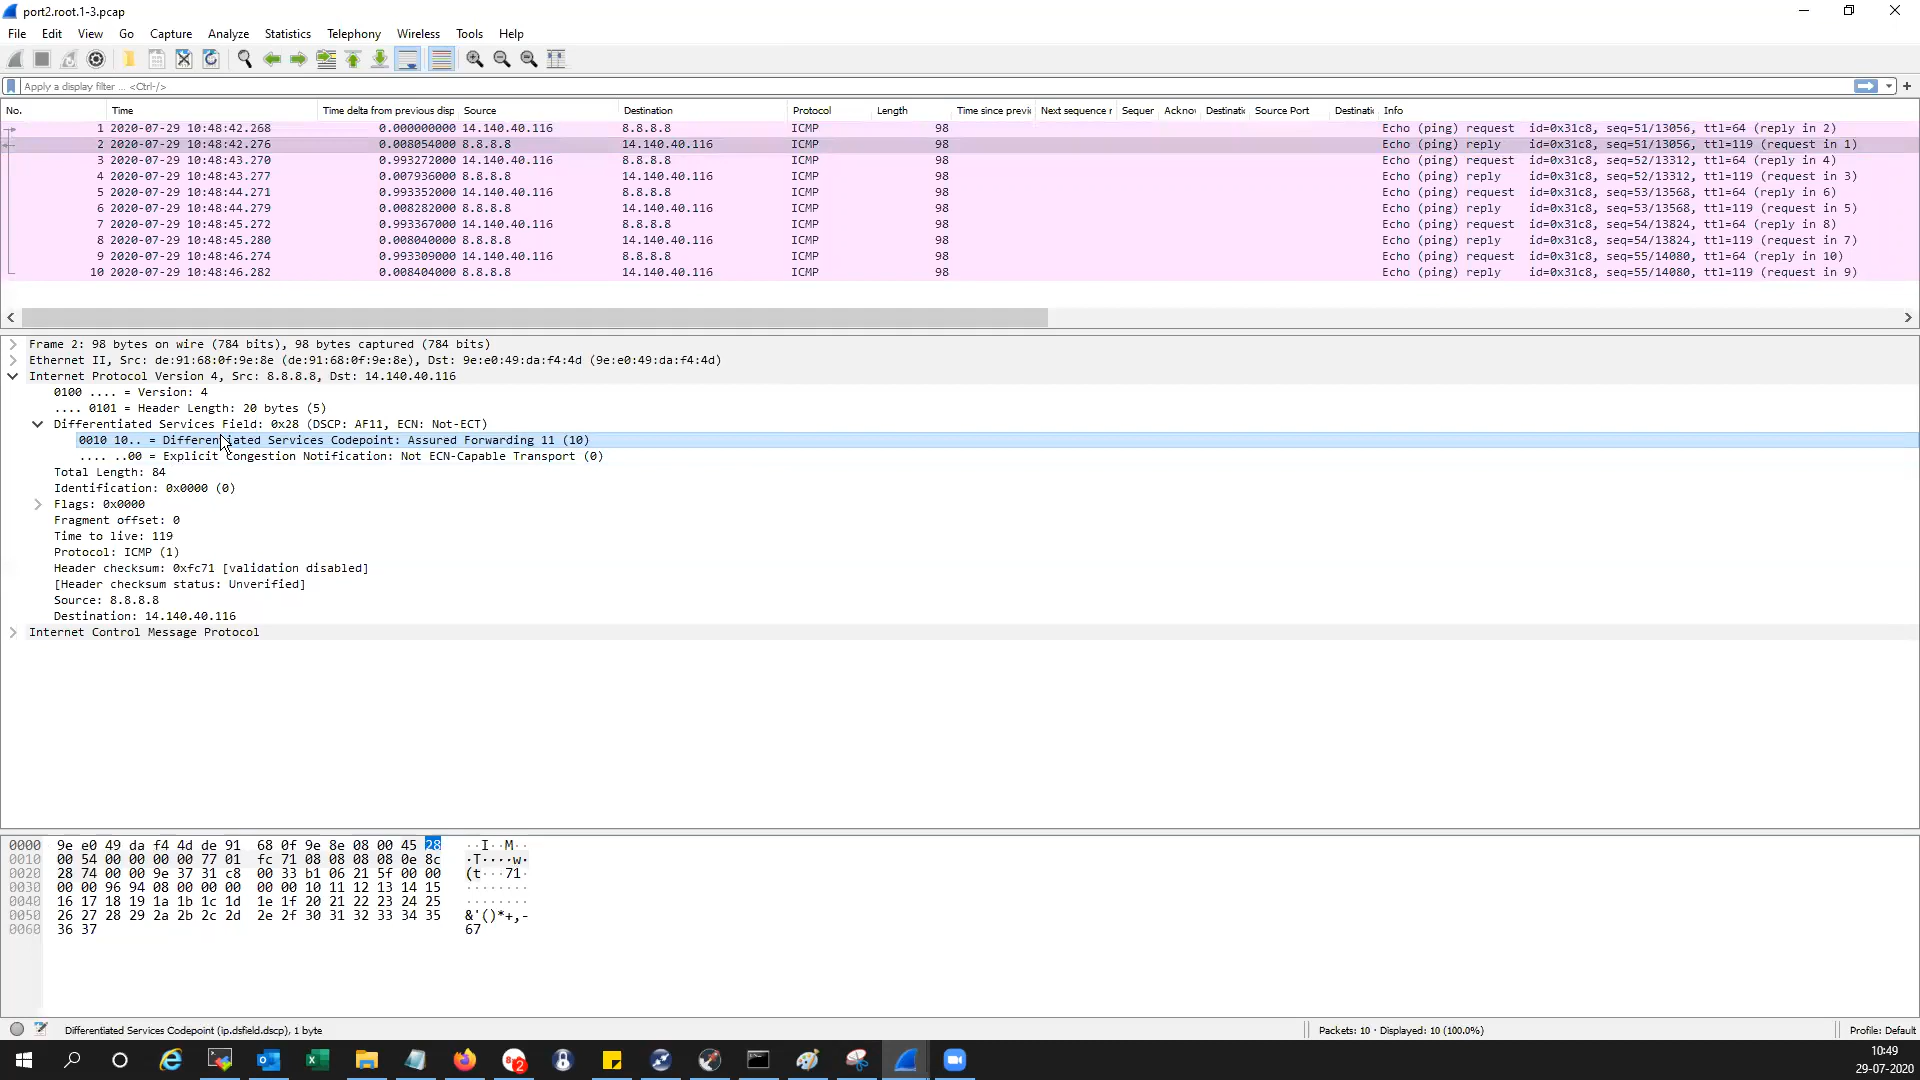 port2.root.1-3.pcap
File Edit View Go Capture Analyze Statistics Telephony Wireless Tools Help
Apply a display filter ... <Ctrl-/>
No. Time Time delta from previous disp Source Destination Protocol Length Time since previ Next sequence r Sequer Acknov Destinatic Source Port Destinatic Info
1 2020-07-29 10:48:42.268 0.000000000 14.140.40.116 8.8.8.8 ICMP 98 Echo (ping) request id=0x31c8, seq=51/13056, ttl=64 (reply in 2)
2 2020-07-29 10:48:42.276 0.008054000 8.8.8.8 14.140.40.116 ICMP 98 Echo (ping) reply id=0x31c8, seq=51/13056, ttl=119 (request in 1)
3 2020-07-29 10:48:43.270 0.993272000 14.140.40.116 8.8.8.8 ICMP 98 Echo (ping) request id=0x31c8, seq=52/13312, ttl=64 (reply in 4)
4 2020-07-29 10:48:43.277 0.007936000 8.8.8.8 14.140.40.116 ICMP 98 Echo (ping) reply id=0x31c8, seq=52/13312, ttl=119 (request in 3)
5 2020-07-29 10:48:44.271 0.993352000 14.140.40.116 8.8.8.8 ICMP 98 Echo (ping) request id=0x31c8, seq=53/13568, ttl=64 (reply in 6)
6 2020-07-29 10:48:44.279 0.008282000 8.8.8.8 14.140.40.116 ICMP 98 Echo (ping) reply id=0x31c8, seq=53/13568, ttl=119 (request in 5)
7 2020-07-29 10:48:45.272 0.993367000 14.140.40.116 8.8.8.8 ICMP 98 Echo (ping) request id=0x31c8, seq=54/13824, ttl=64 (reply in 8)
8 2020-07-29 10:48:45.280 0.008040000 8.8.8.8 14.140.40.116 ICMP 98 Echo (ping) reply id=0x31c8, seq=54/13824, ttl=119 (request in 7)
9 2020-07-29 10:48:46.274 0.993309000 14.140.40.116 8.8.8.8 ICMP 98 Echo (ping) request id=0x31c8, seq=55/14080, ttl=64 (reply in 10)
10 2020-07-29 10:48:46.282 0.008404000 8.8.8.8 14.140.40.116 ICMP 98 Echo (ping) reply id=0x31c8, seq=55/14080, ttl=119 (request in 9)
Frame 2: 98 bytes on wire (784 bits), 98 bytes captured (784 bits)
Ethernet II, Src: de:91:68:0f:9e:8e (de:91:68:0f:9e:8e), Dst: 9e:e0:49:da:f4:4d (9e:e0:49:da:f4:4d)
Internet Protocol Version 4, Src: 8.8.8.8, Dst: 14.140.40.116
0100 .... = Version: 4
.... 0101 = Header Length: 20 bytes (5)
Differentiated Services Field: 0x28 (DSCP: AF11, ECN: Not-ECT)
0010 10.. = Differentiated Services Codepoint: Assured Forwarding 11 (10)
.... ..00 = Explicit Congestion Notification: Not ECN-Capable Transport (0)
Total Length: 84
Identification: 0x0000 (0)
Flags: 0x0000
Fragment offset: 0
Time to live: 119
Protocol: ICMP (1)
Header checksum: 0xfc71 [validation disabled]
[Header checksum status: Unverified]
Source: 8.8.8.8
Destination: 14.140.40.116
Internet Control Message Protocol
0000 9e e0 49 da f4 4d de 91 68 0f 9e 8e 08 00 45 28 ··I··M··
0010 00 54 00 00 00 00 77 01 fc 71 08 08 08 08 0e 8c ·T····w·
0020 28 74 00 00 9e 37 31 c8 00 33 b1 06 21 5f 00 00 (t···71·
0030 00 00 96 94 08 00 00 00 00 00 10 11 12 13 14 15 ········
0040 16 17 18 19 1a 1b 1c 1d 1e 1f 20 21 22 23 24 25 ········
0050 26 27 28 29 2a 2b 2c 2d 2e 2f 30 31 32 33 34 35 &'()*+,-
0060 36 37 67
Differentiated Services Codepoint (ip.dsfield.dscp), 1 byte
Packets: 10 · Displayed: 10 (100.0%)
Profile: Default
2
10:49
29-07-2020